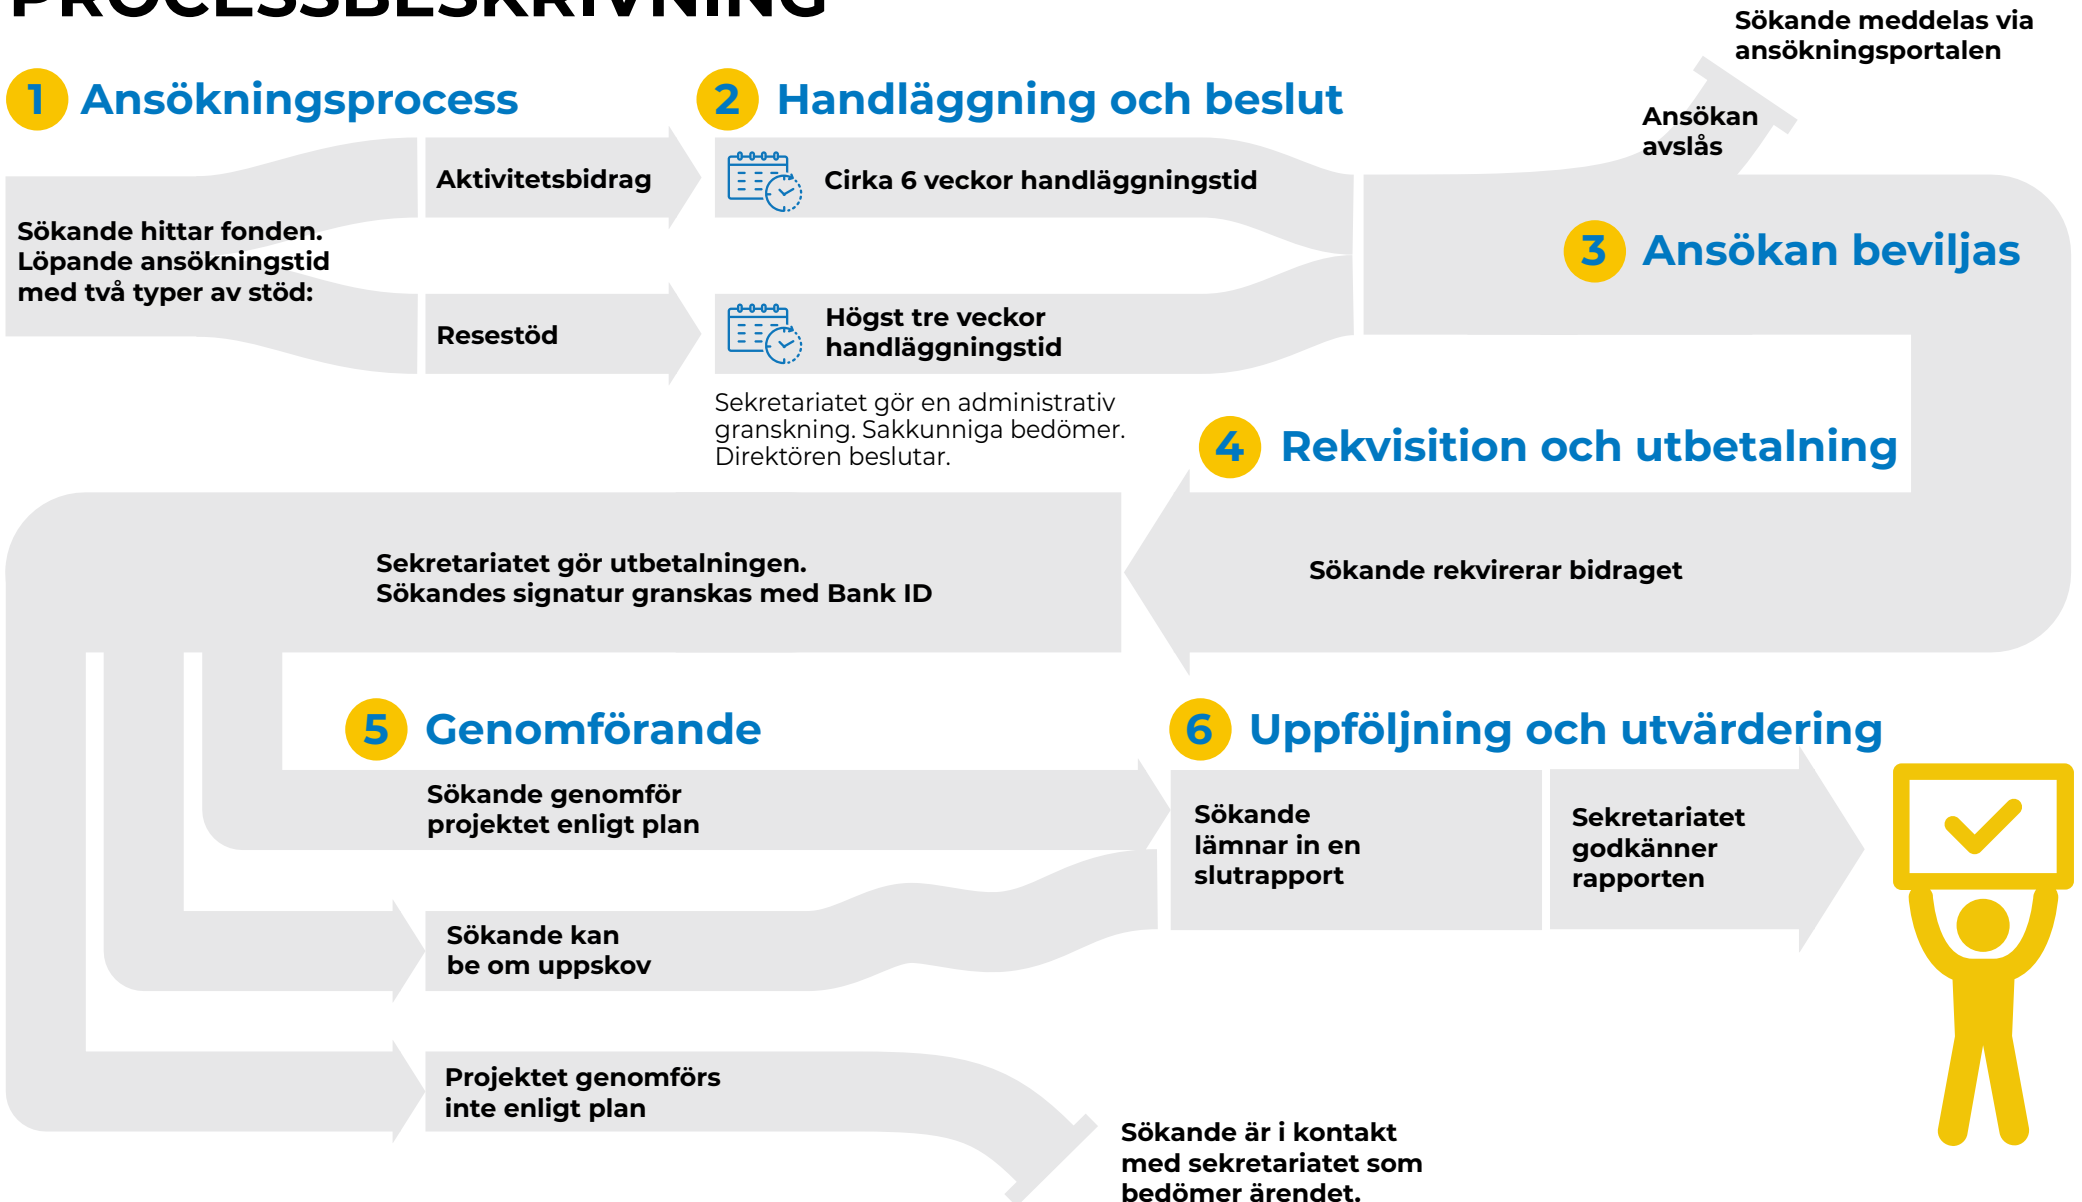 PROCESSBESKRIVNING
1 Ansökningsprocess
Sökande hittar fonden.
Löpande ansökningstid
med två typer av stöd:
Aktivitetsbidrag
Resestöd
2 Handläggning och beslut
Cirka 6 veckor handläggningstid
Högst tre veckor
handläggningstid
Sekretariatet gör en administrativ
granskning. Sakkunniga bedömer.
Direktören beslutar.
Ansökan
avslås
Sökande meddelas via
ansökningsportalen
3 Ansökan beviljas
4 Rekvisition och utbetalning
Sökande rekvirerar bidraget
Sekretariatet gör utbetalningen.
Sökandes signatur granskas med Bank ID
5 Genomförande
Sökande genomför
projektet enligt plan
Sökande kan
be om uppskov
Projektet genomförs
inte enligt plan
Sökande är i kontakt
med sekretariatet som
bedömer ärendet.
6 Uppföljning och utvärdering
Sökande
lämnar in en
slutrapport
Sekretariatet
godkänner
rapporten